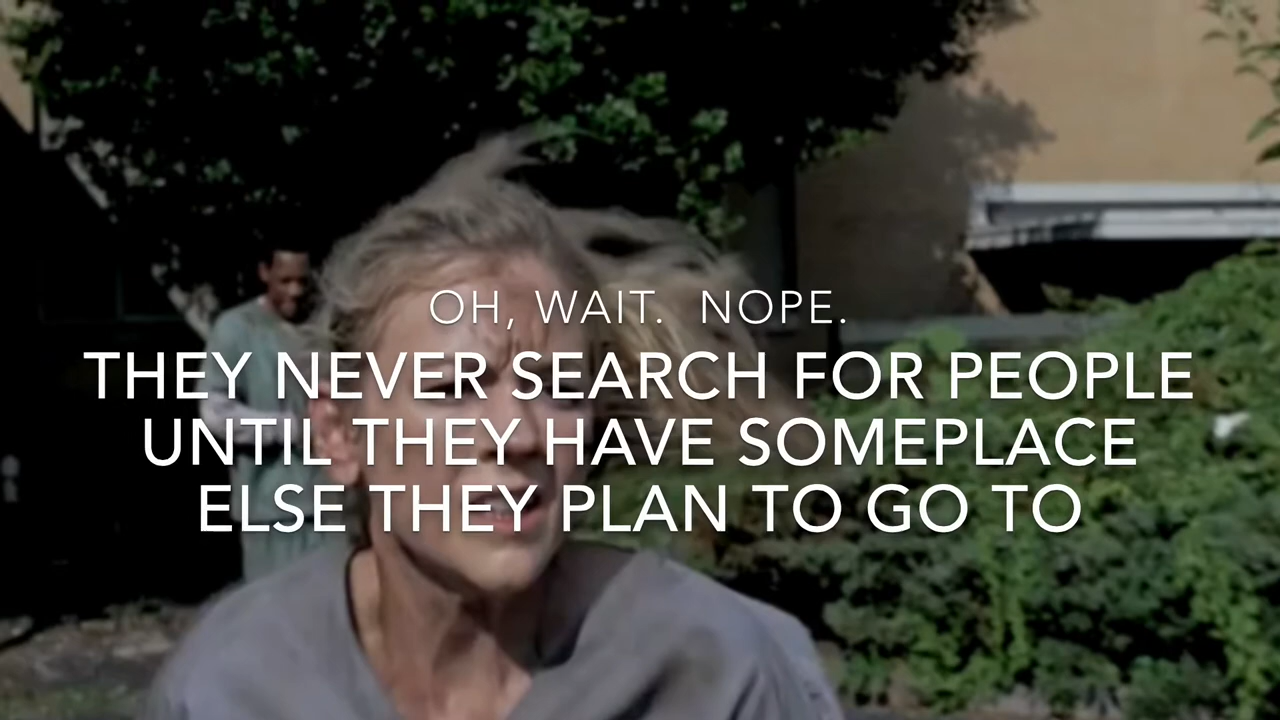 OH, WAIT.  NOPE.
THEY NEVER SEARCH FOR PEOPLE
UNTIL THEY HAVE SOMEPLACE
ELSE THEY PLAN TO GO TO